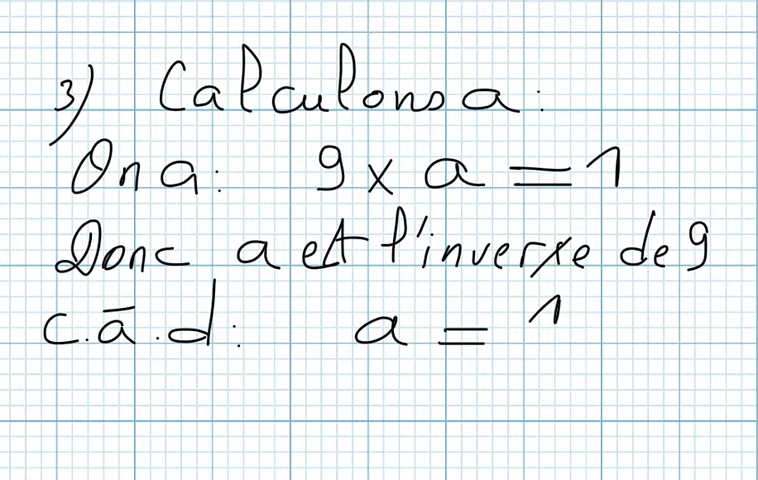 3) Calculons a :
On a : 9 × a = 1
Donc a est l'inverse de 9
c.à.d : a = 1